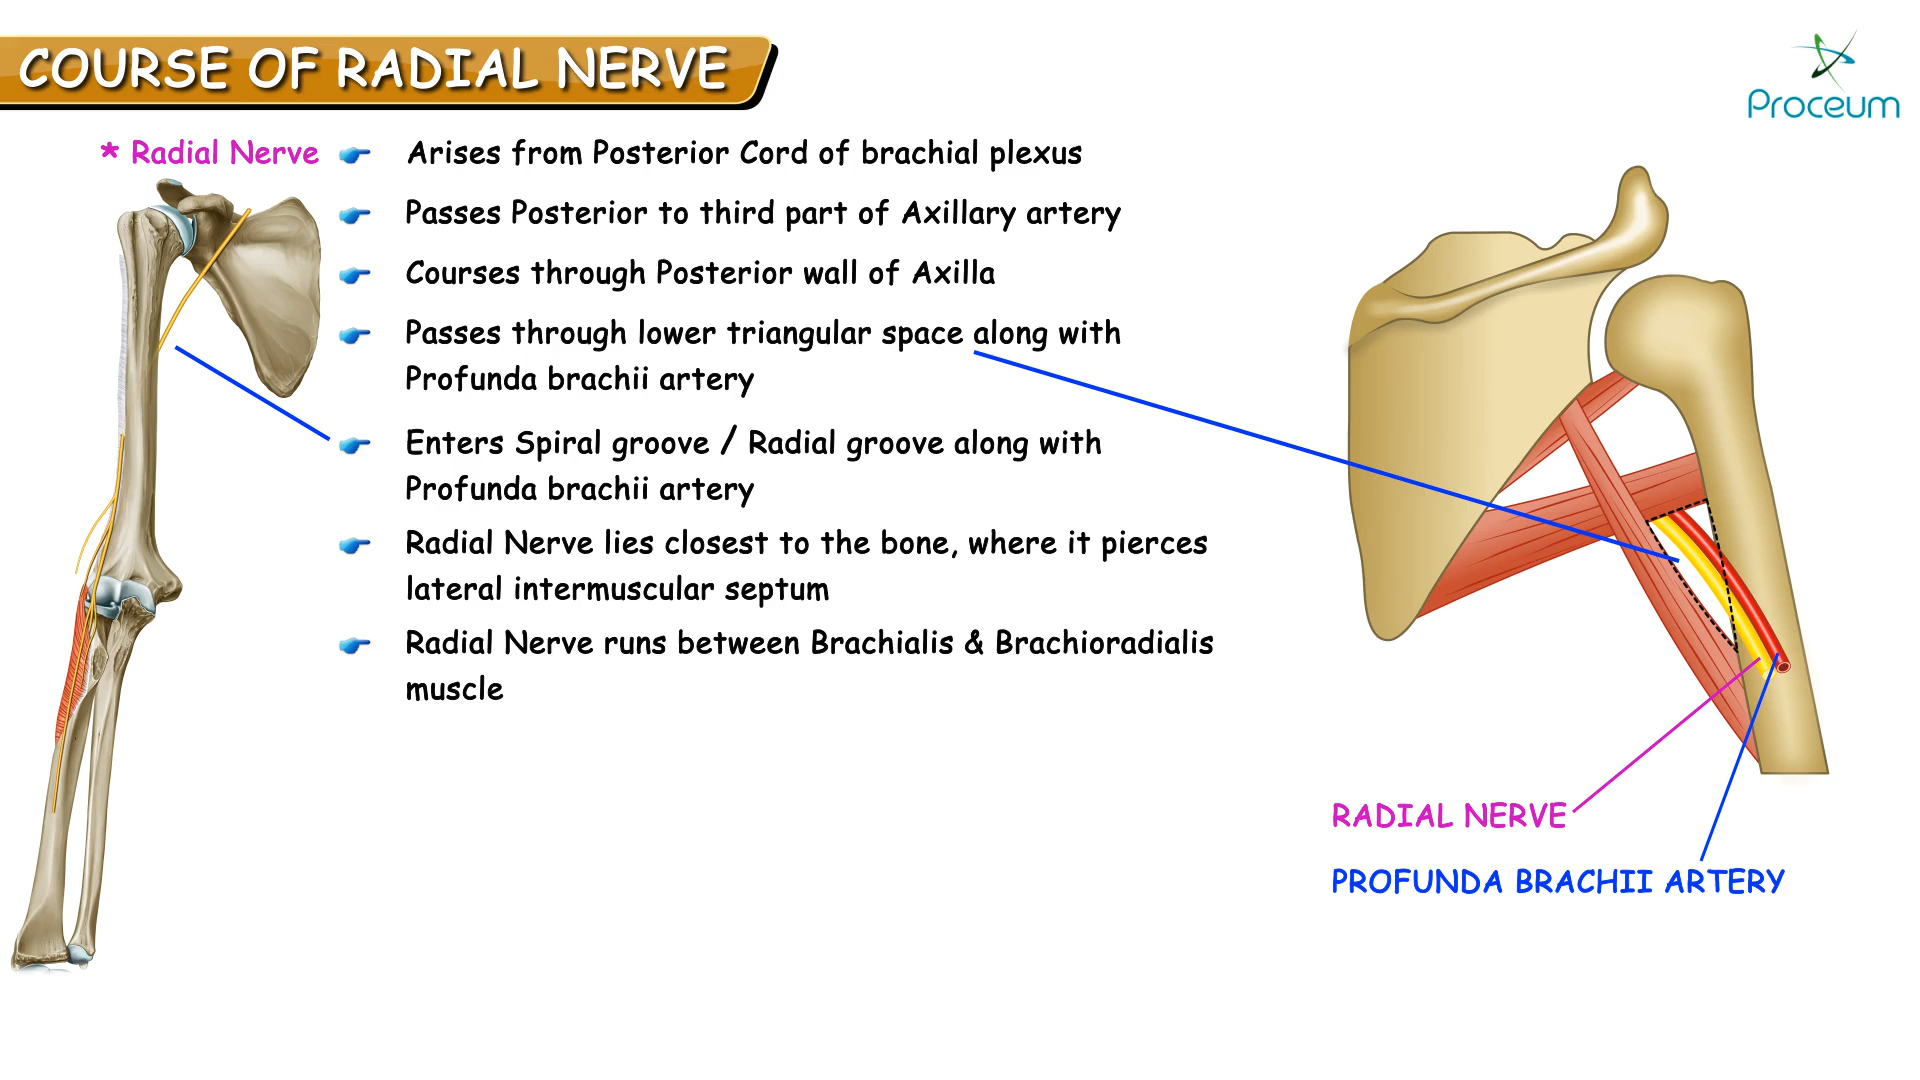 COURSE OF RADIAL NERVE
Proceum
* Radial Nerve
Arises from Posterior Cord of brachial plexus
Passes Posterior to third part of Axillary artery
Courses through Posterior wall of Axilla
Passes through lower triangular space along with
Profunda brachii artery
Enters Spiral groove / Radial groove along with
Profunda brachii artery
Radial Nerve lies closest to the bone, where it pierces
lateral intermuscular septum
Radial Nerve runs between Brachialis & Brachioradialis
muscle
RADIAL NERVE
PROFUNDA BRACHII ARTERY